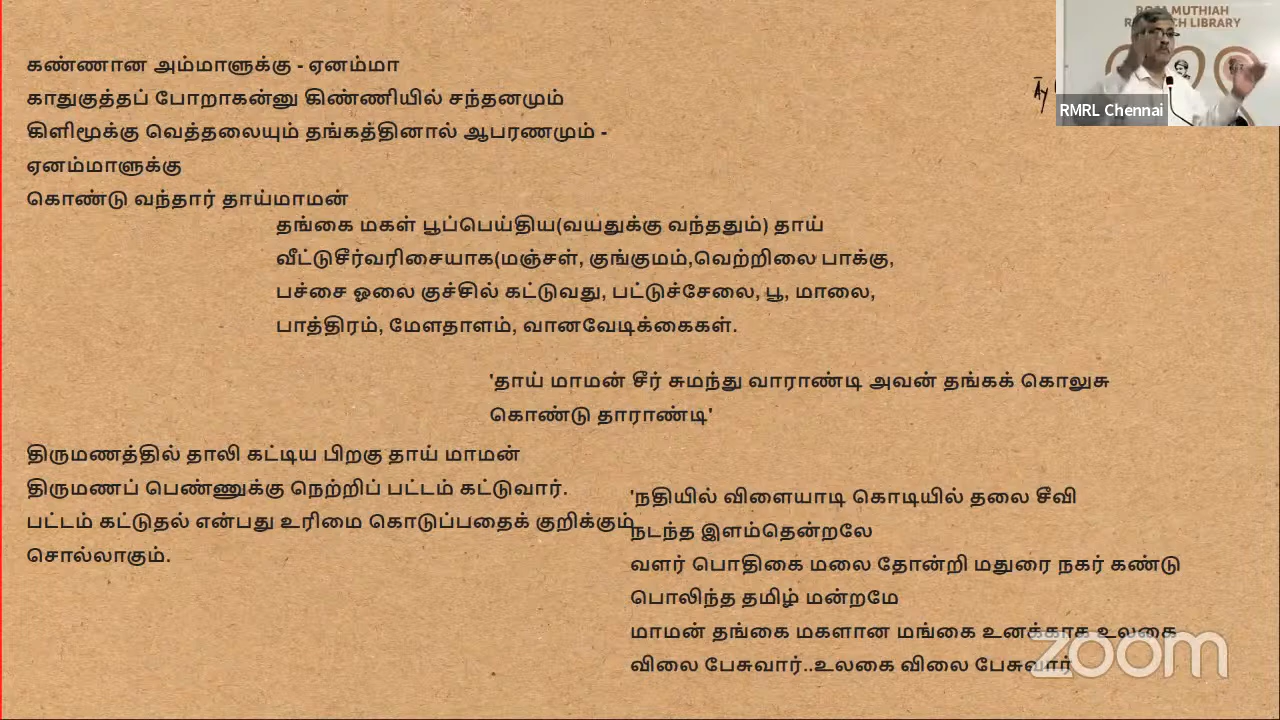 கண்ணான அம்மாளுக்கு - ஏனம்மா
காதுகுத்தப் போறாகன்னு கிண்ணியில் சந்தனமும்
கிளிமூக்கு வெத்தலையும் தங்கத்தினால் ஆபரணமும் -
ஏனம்மாளுக்கு
கொண்டு வந்தார் தாய்மாமன்
தங்கை மகள் பூப்பெய்திய(வயதுக்கு வந்ததும்) தாய்
வீட்டுசீர்வரிசையாக(மஞ்சள், குங்குமம்,வெற்றிலை பாக்கு,
பச்சை ஓலை குச்சில் கட்டுவது, பட்டுச்சேலை, பூ, மாலை,
பாத்திரம், மேளதாளம், வானவேடிக்கைகள்.
'தாய் மாமன் சீர் சுமந்து வாராண்டி அவன் தங்கக் கொலுசு
கொண்டு தாராண்டி'
திருமணத்தில் தாலி கட்டிய பிறகு தாய் மாமன்
திருமணப் பெண்ணுக்கு நெற்றிப் பட்டம் கட்டுவார்.
பட்டம் கட்டுதல் என்பது உரிமை கொடுப்பதைக் குறிக்கும்
சொல்லாகும்.
'நதியில் விளையாடி கொடியில் தலை சீவி
நடந்த இளம்தென்றலே
வளர் பொதிகை மலை தோன்றி மதுரை நகர் கண்டு
பொலிந்த தமிழ் மன்றமே
மாமன் தங்கை மகளான மங்கை உனக்காக உலகை
விலை பேசுவார்..உலகை விலை பேசுவார்
MUTHIAH
LIBRARY
RMRL Chennai
zoom